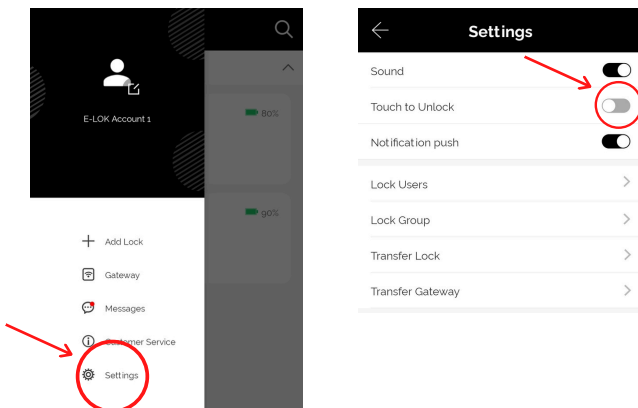 E-LOK Account 1
80%
90%
Add Lock
Gateway
Messages
Customer Service
Settings
Settings
Sound
Touch to Unlock
Notification push
Lock Users
Lock Group
Transfer Lock
Transfer Gateway